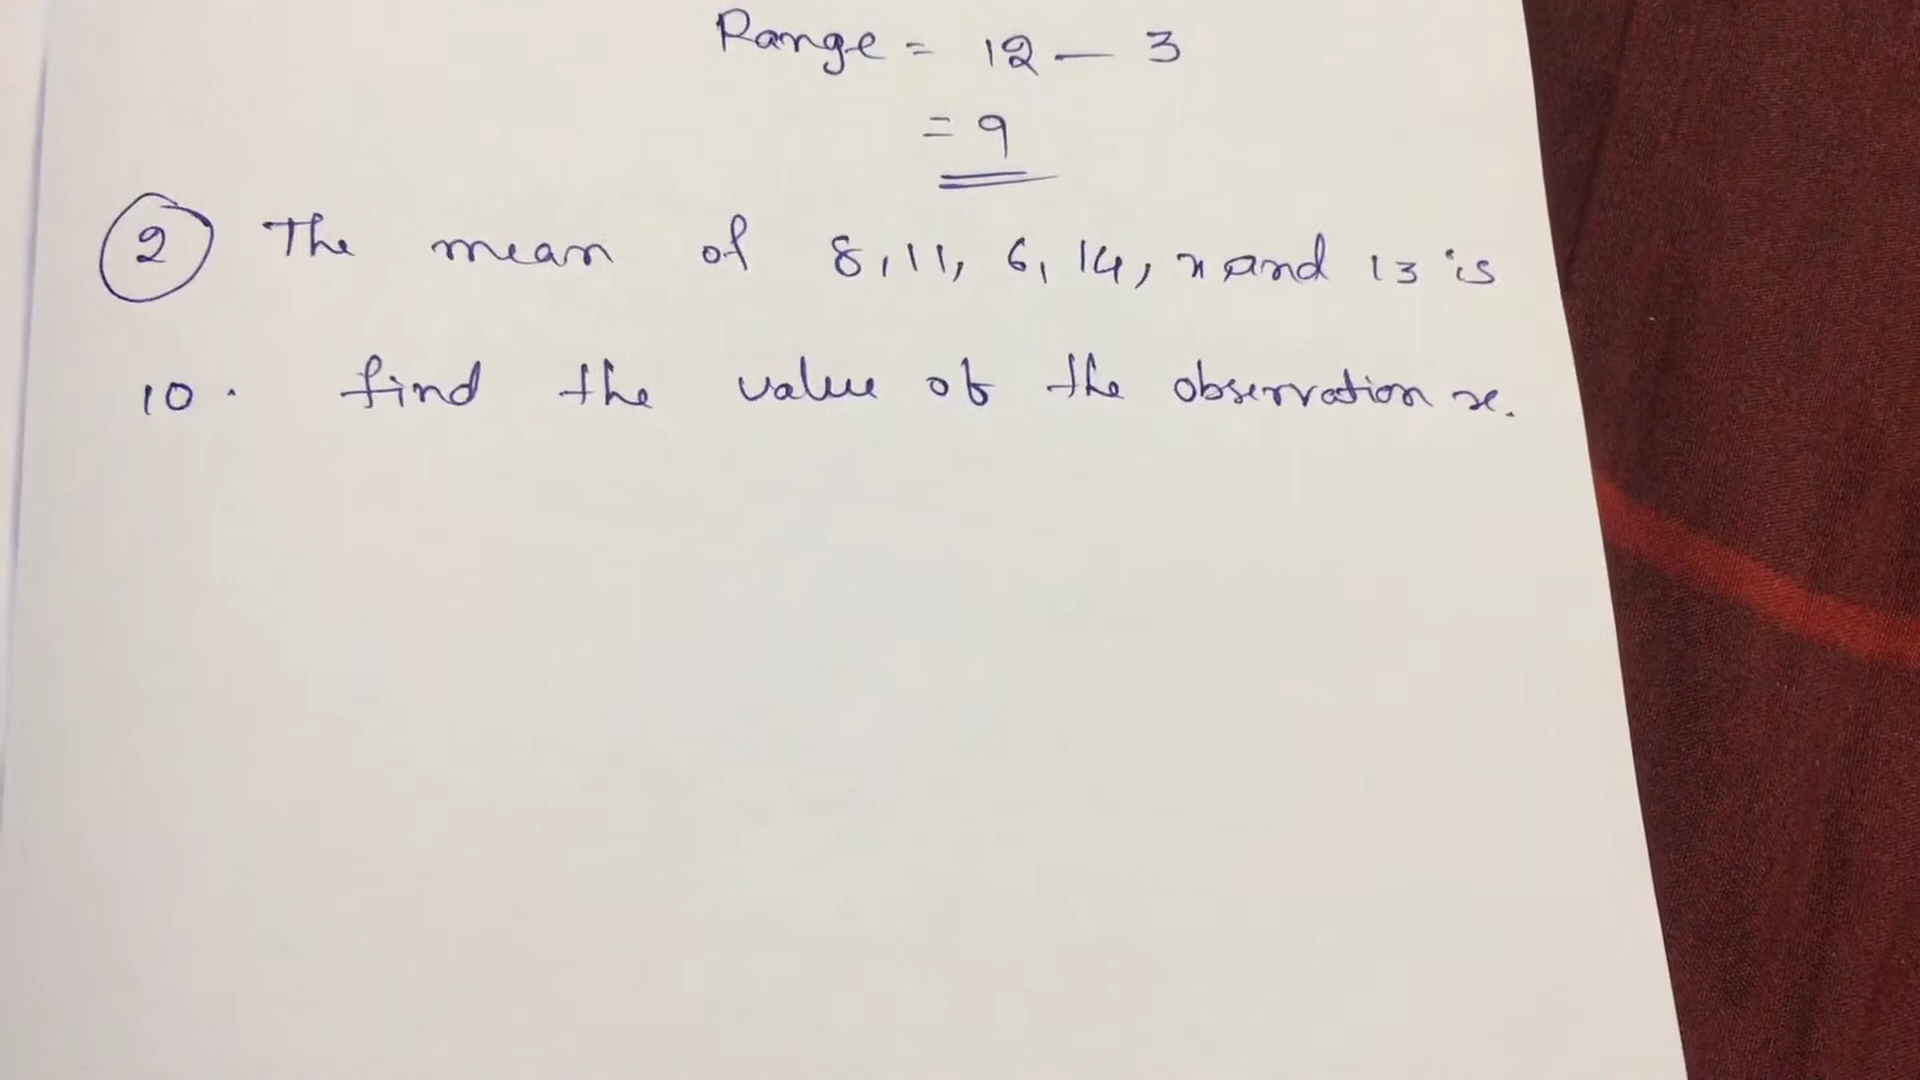 Range = 12 - 3
= 9
2 The mean of 8, 11, 6, 14, x and 13 is
10. find the value of the observation x.